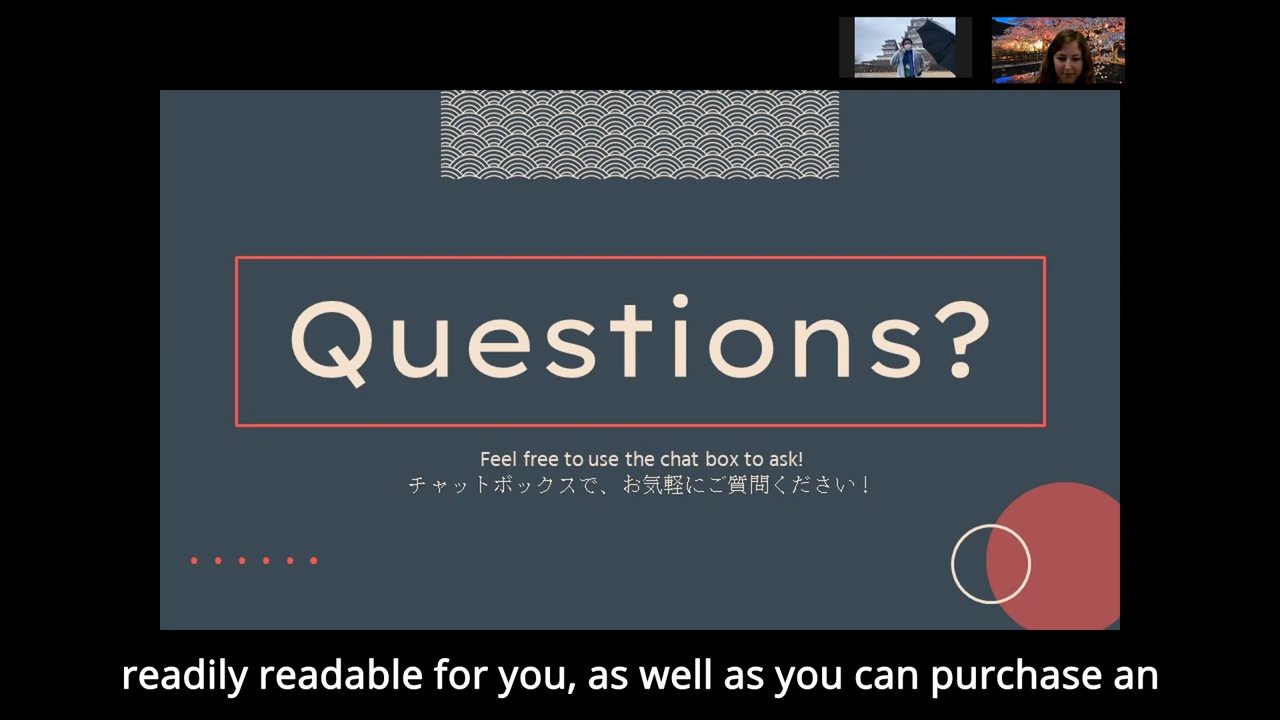 Questions?
Feel free to use the chat box to ask!
チャットボックスで、お気軽にご質問ください！
readily readable for you, as well as you can purchase an